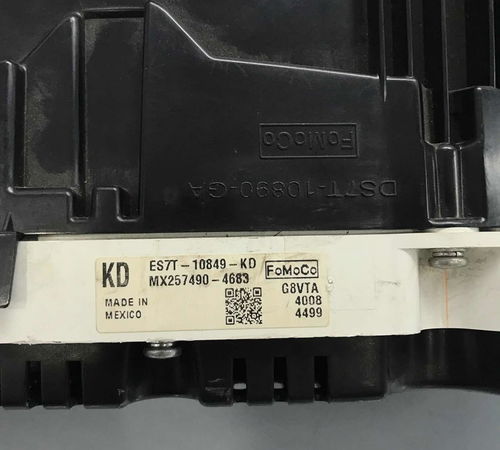 FoMoCo
DS7T-10890-GA
KD
ES7T-10849-KD
MX257490-4683
FoMoCo
G8VTA
4008
4499
MADE IN
MEXICO